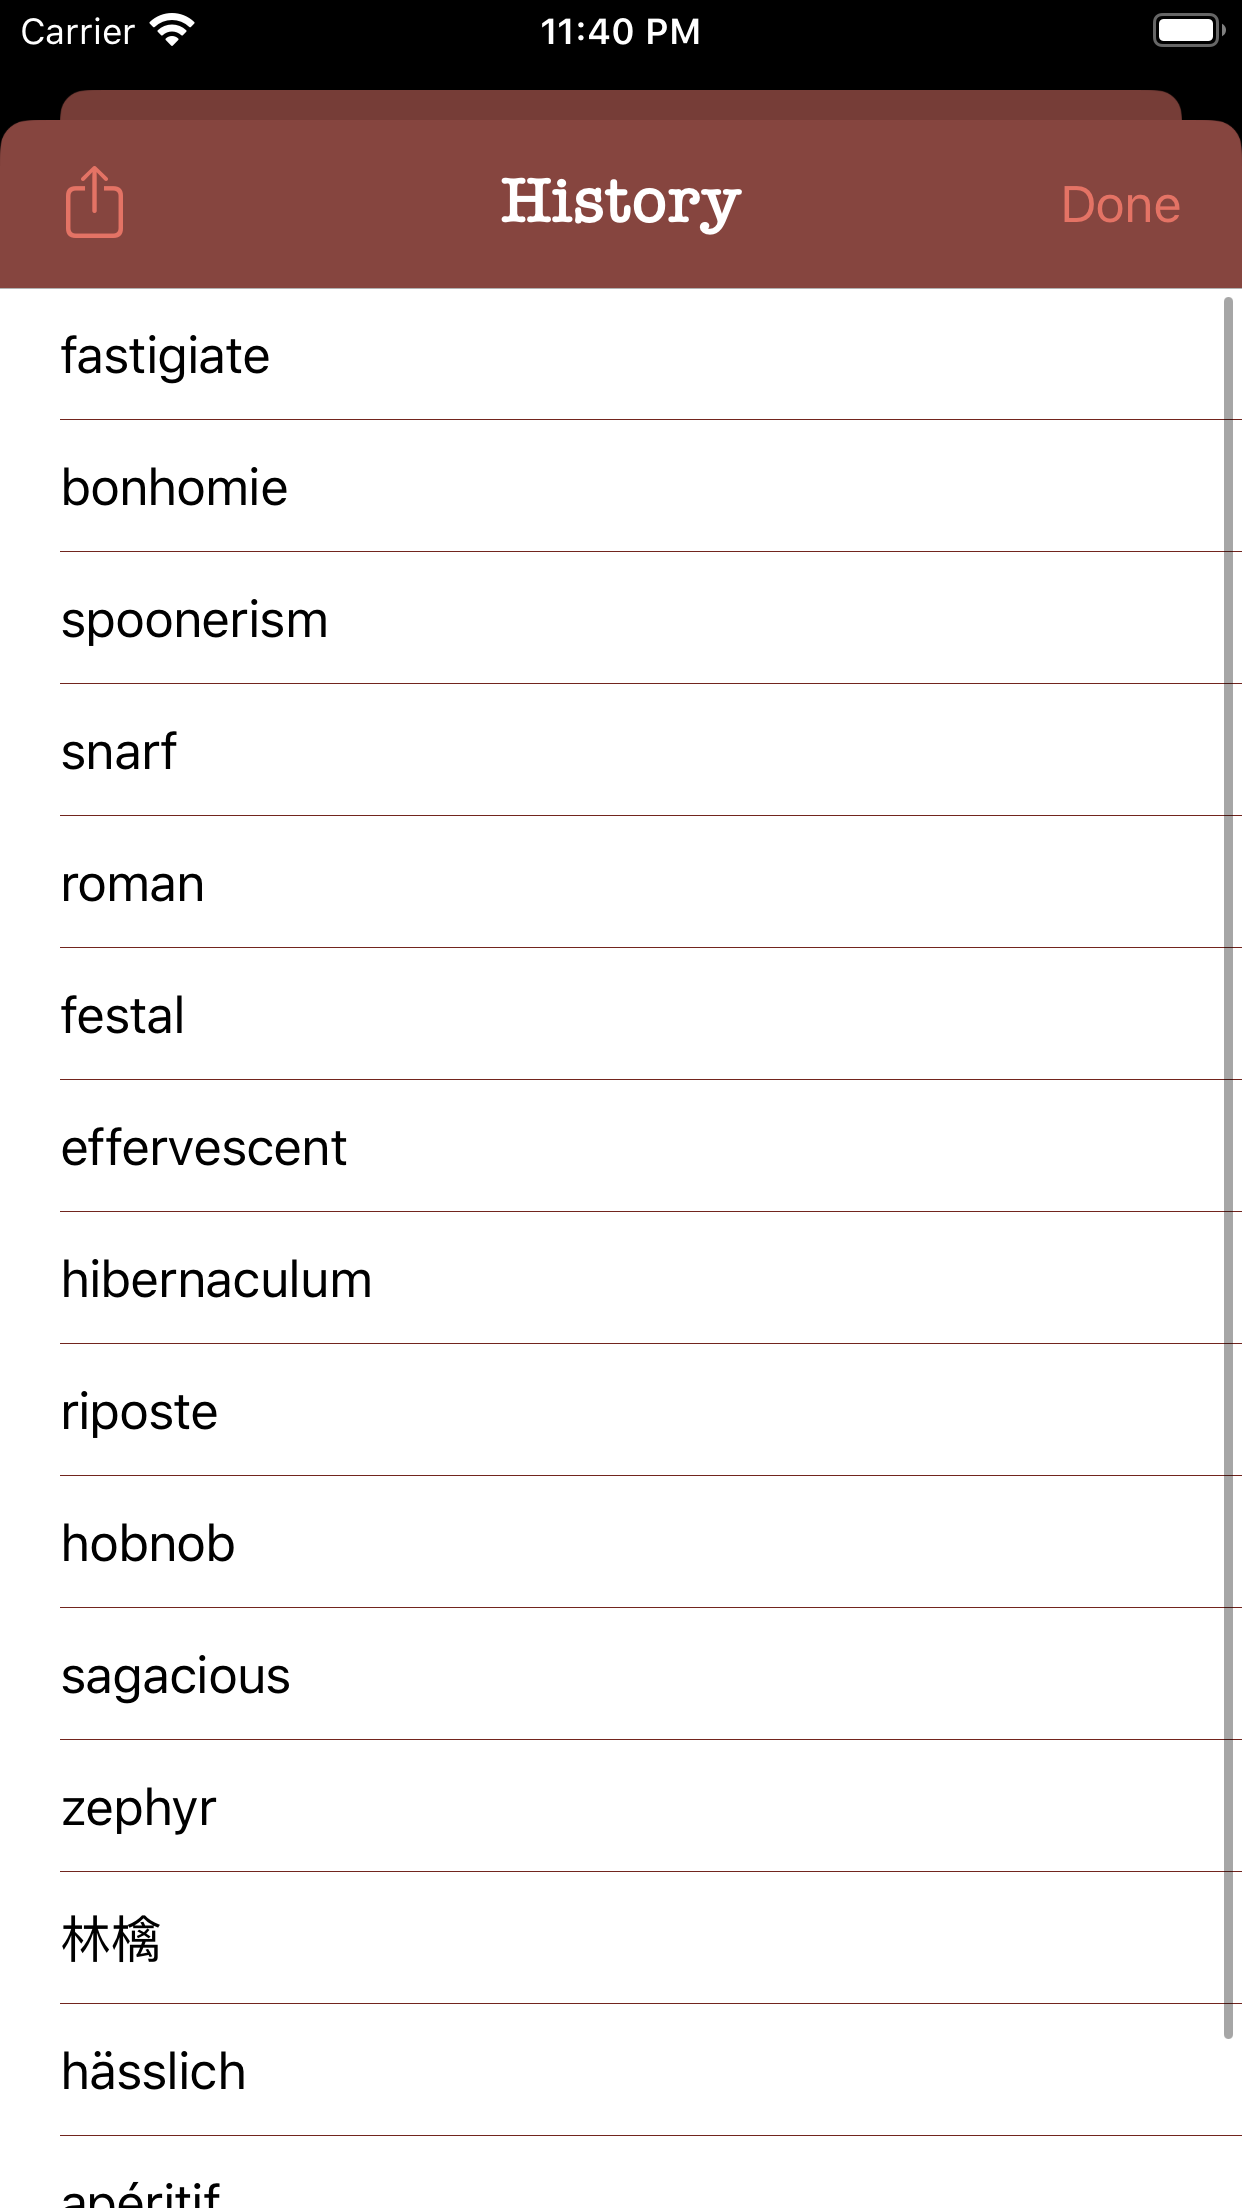 Carrier 11:40 PM
History Done
fastigiate
bonhomie
spoonerism
snarf
roman
festal
effervescent
hibernaculum
riposte
hobnob
sagacious
zephyr
林檎
hässlich
apéritif